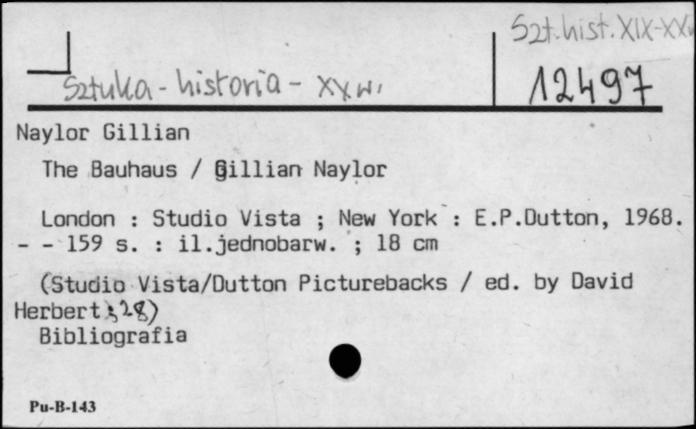 Szt. hist. XIX-XXw
Sztuka - historia - XX w.
12497
Naylor Gillian
The Bauhaus / Gillian Naylor
London : Studio Vista ; New York : E.P.Dutton, 1968.
- - 159 s. : il.jednobarw. ; 18 cm
(Studio Vista/Dutton Picturebacks / ed. by David
Herbert ; 28)
Bibliografia
Pu-B-143